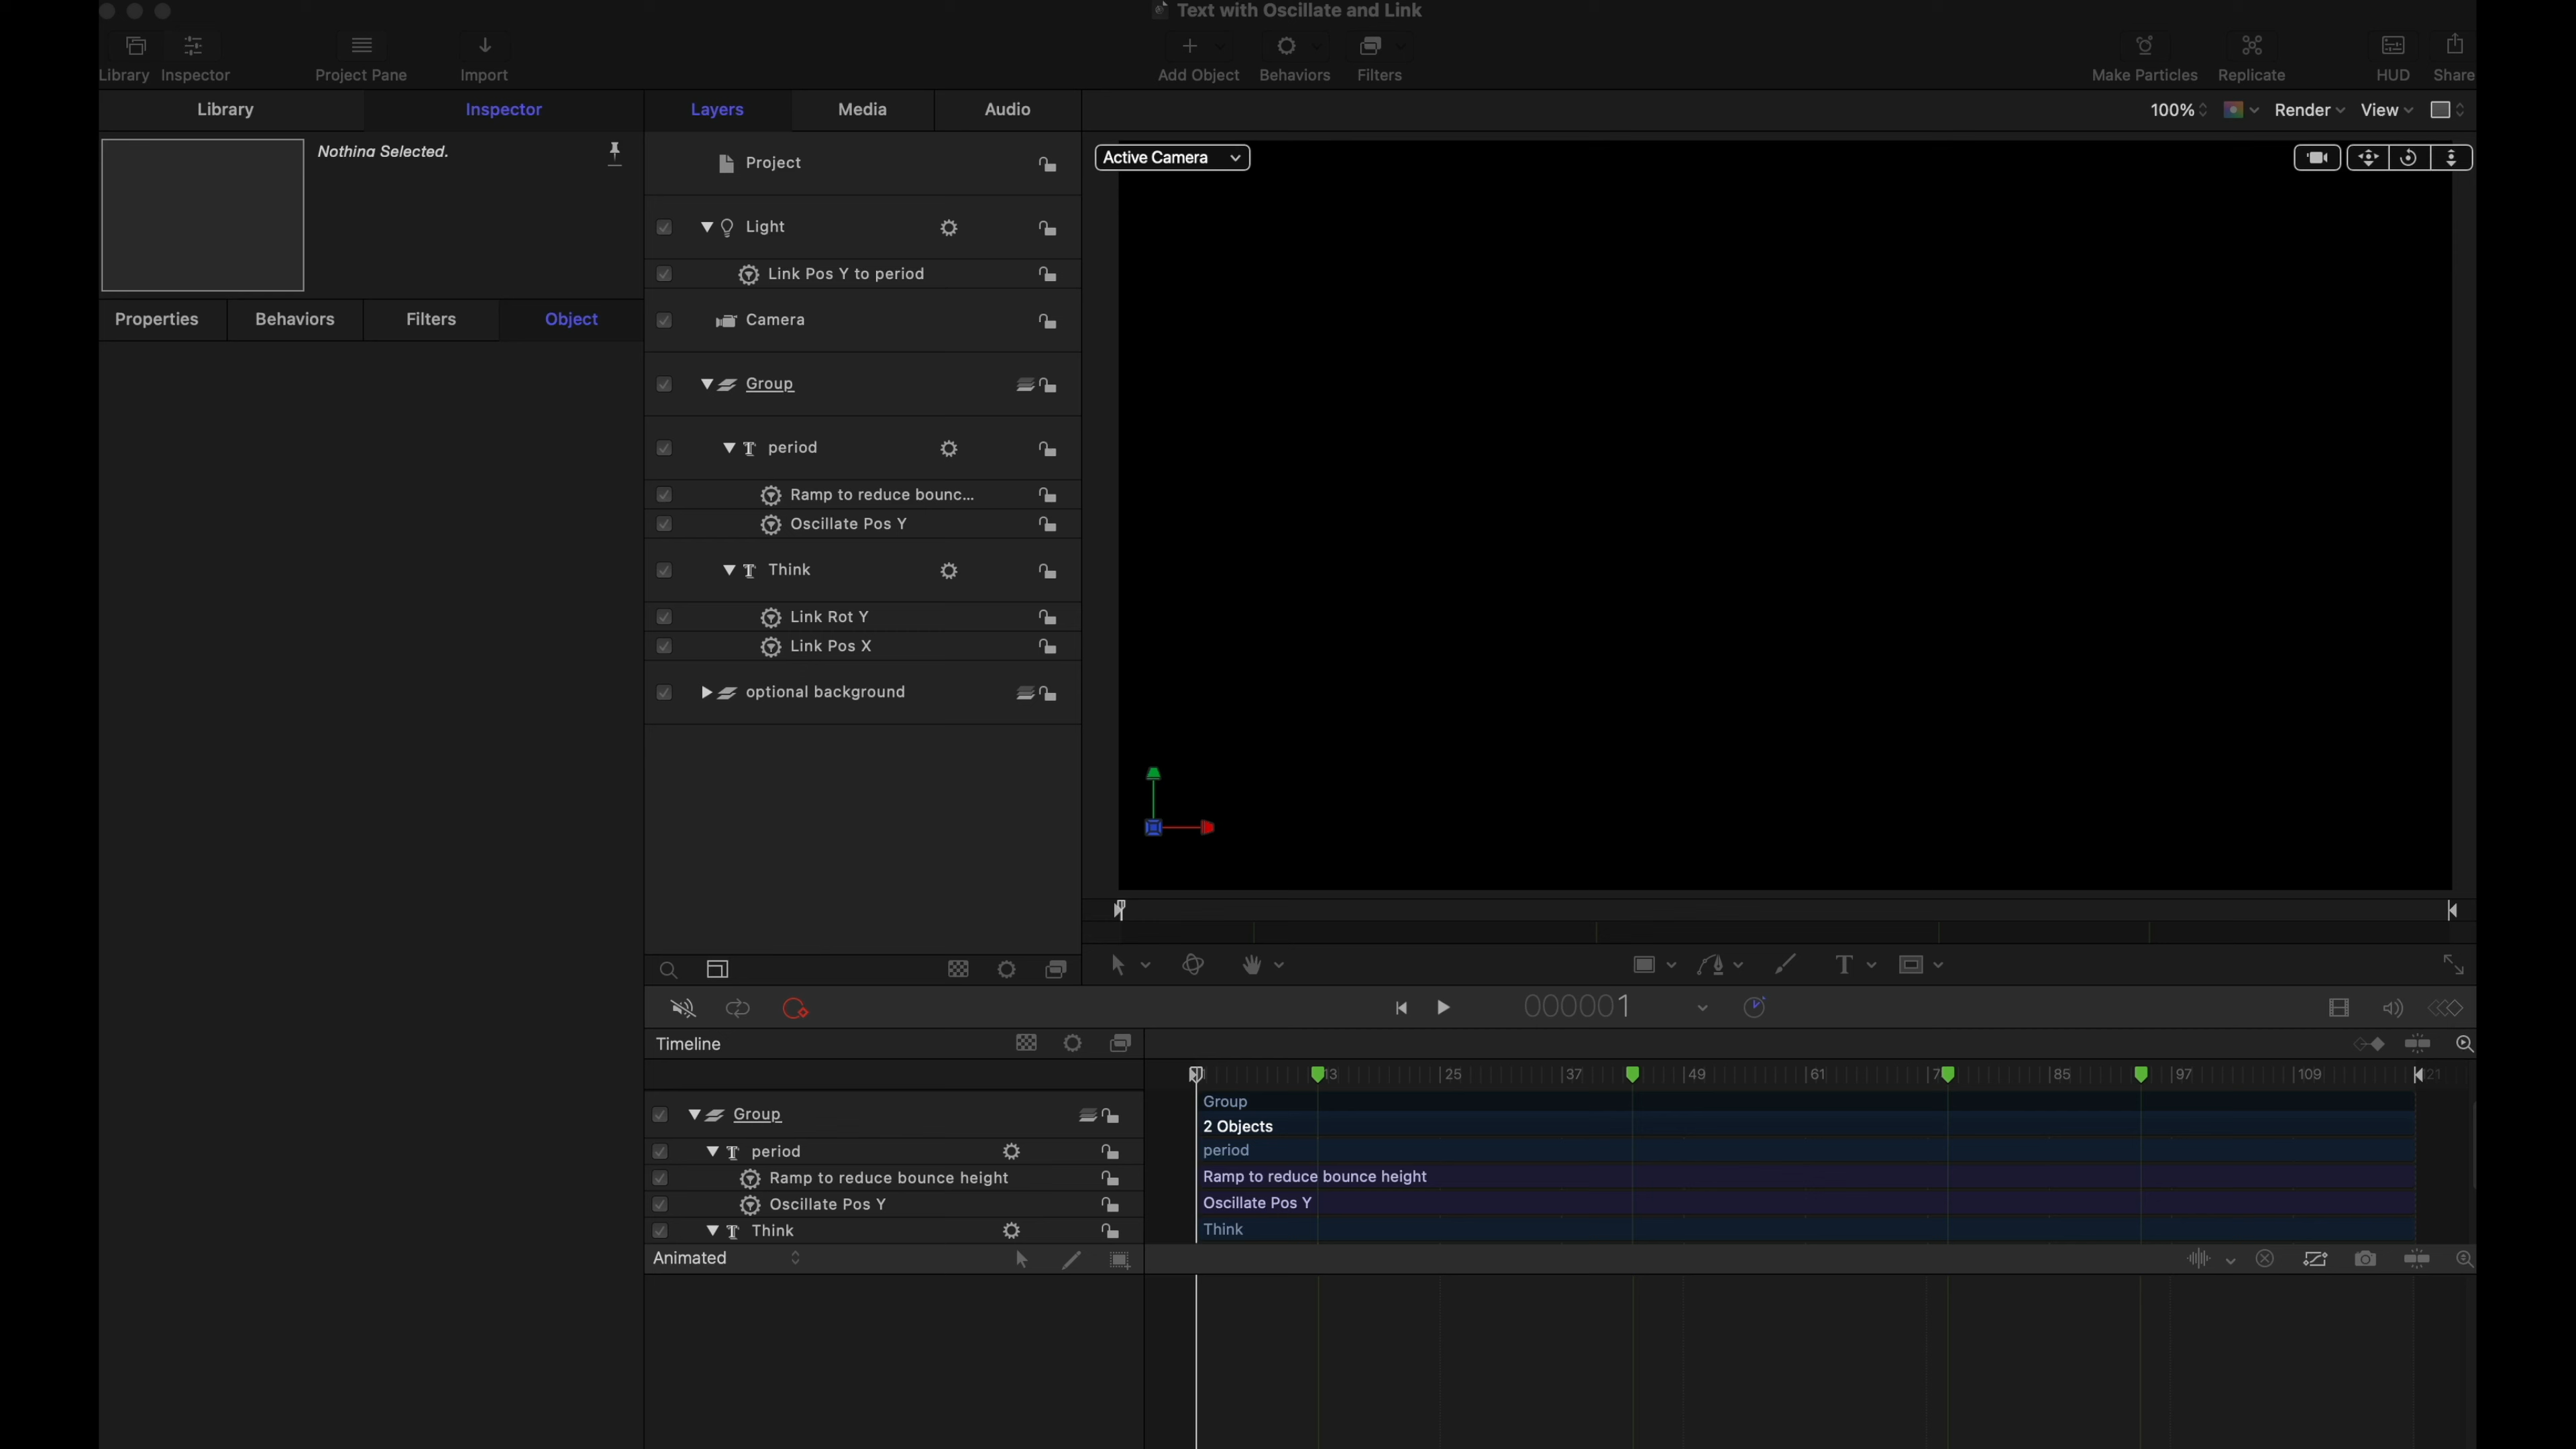 Text with Oscillate and Link
Library
Inspector
Project Pane
Import
Add Object
Behaviors
Filters
Make Particles
Replicate
HUD
Share
Library
Inspector
Layers
Media
Audio
100%
Render
View
Nothing Selected.
Active Camera
Properties
Behaviors
Filters
Object
Project
Light
Link Pos Y to period
Camera
Group
period
Ramp to reduce bounc...
Oscillate Pos Y
Think
Link Rot Y
Link Pos X
optional background
0000001
Timeline
13
25
37
49
61
85
97
109
Group
period
Ramp to reduce bounce height
Oscillate Pos Y
Think
Group
2 Objects
period
Ramp to reduce bounce height
Oscillate Pos Y
Think
Animated